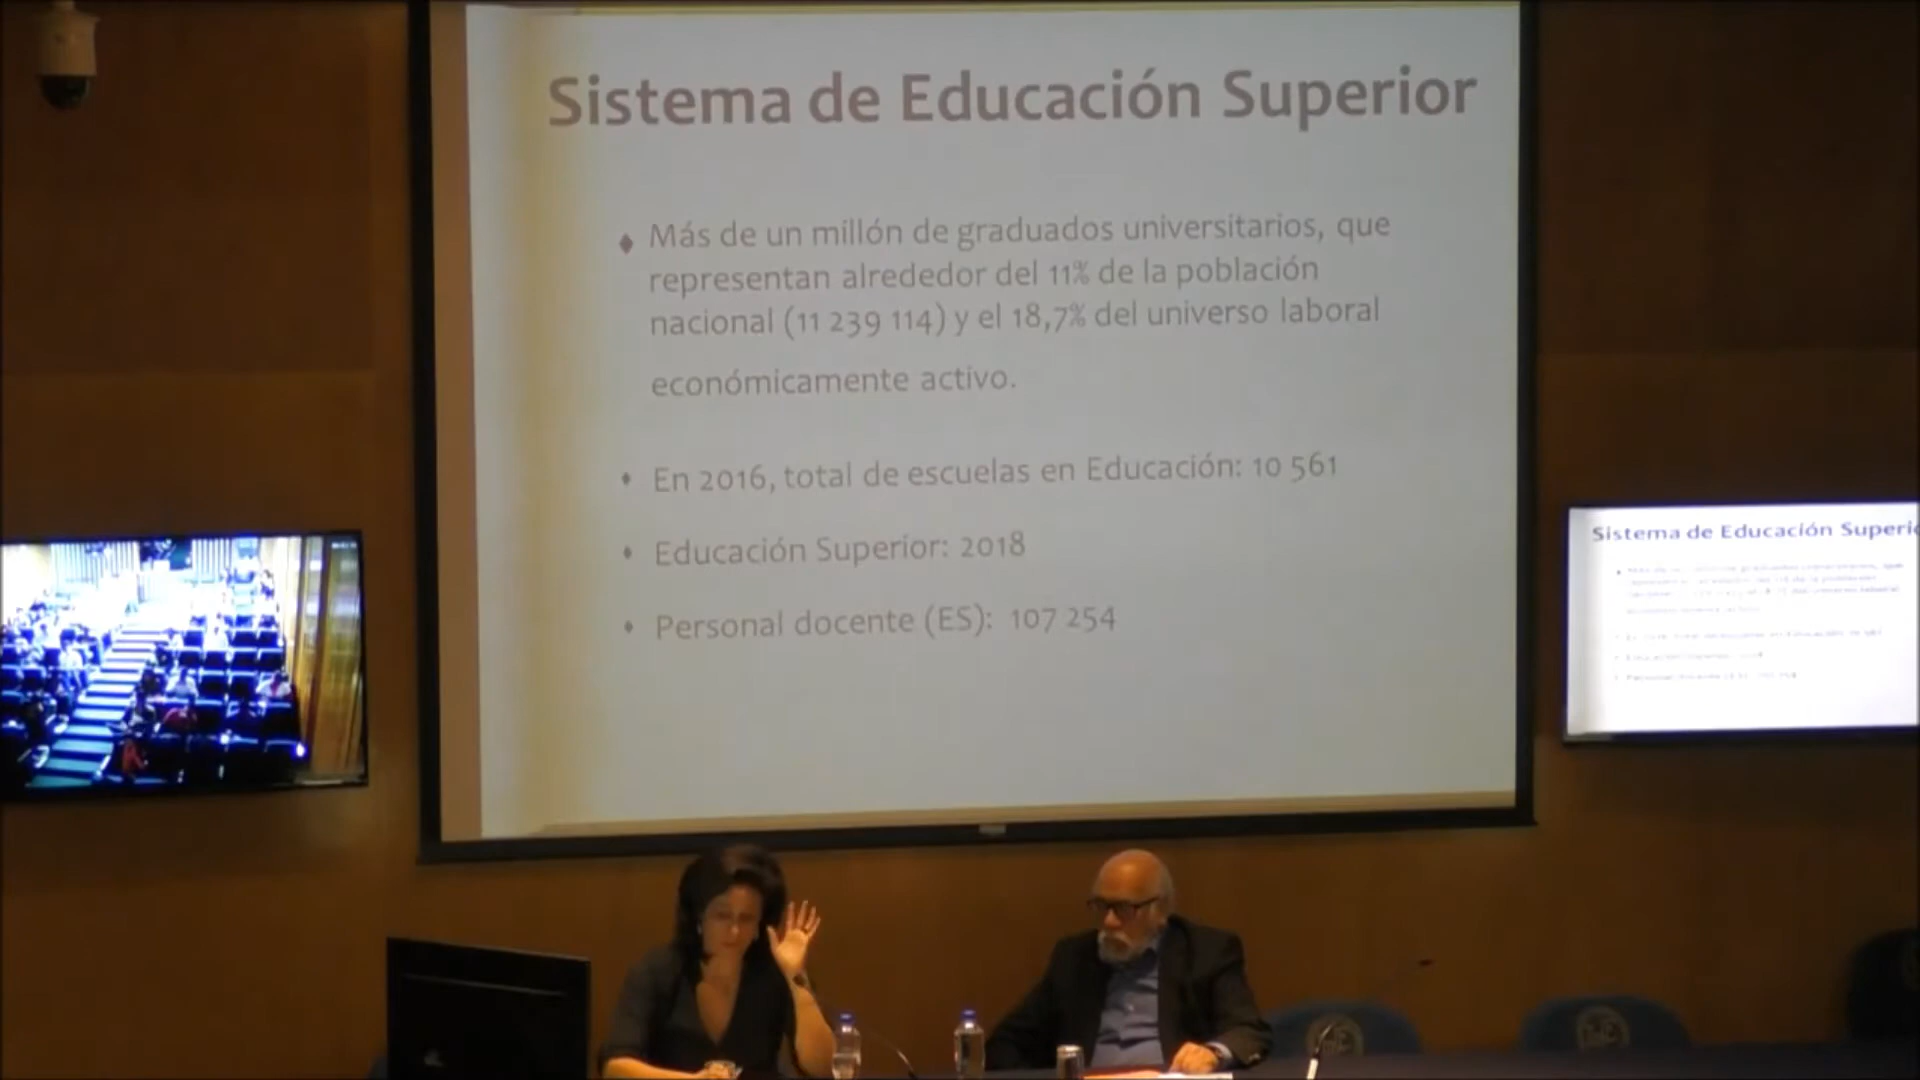 Sistema de Educación Superior
Más de un millón de graduados universitarios, que
representan alrededor del 11% de la población
nacional (11 239 114) y el 18,7% del universo laboral
económicamente activo.
En 2016, total de escuelas en Educación: 10 561
Educación Superior: 2018
Personal docente (ES): 107 254
Sistema de Educación Superio